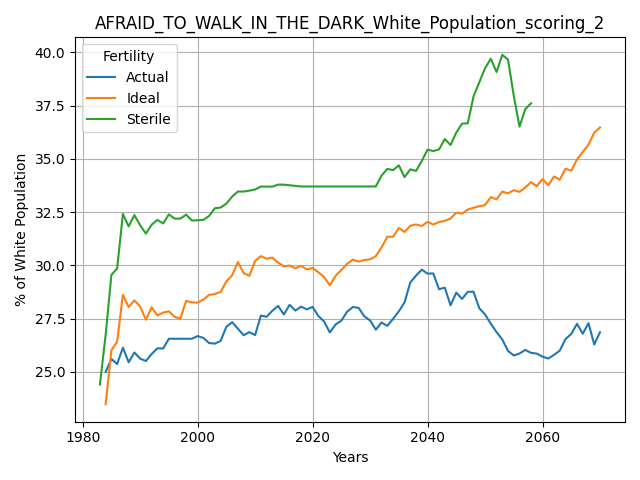 AFRAID_TO_WALK_IN_THE_DARK_White_Population_scoring_2
Fertility
Actual
Ideal
Sterile
% of White Population
40.0
37.5
35.0
32.5
30.0
27.5
25.0
1980
2000
2020
2040
2060
Years